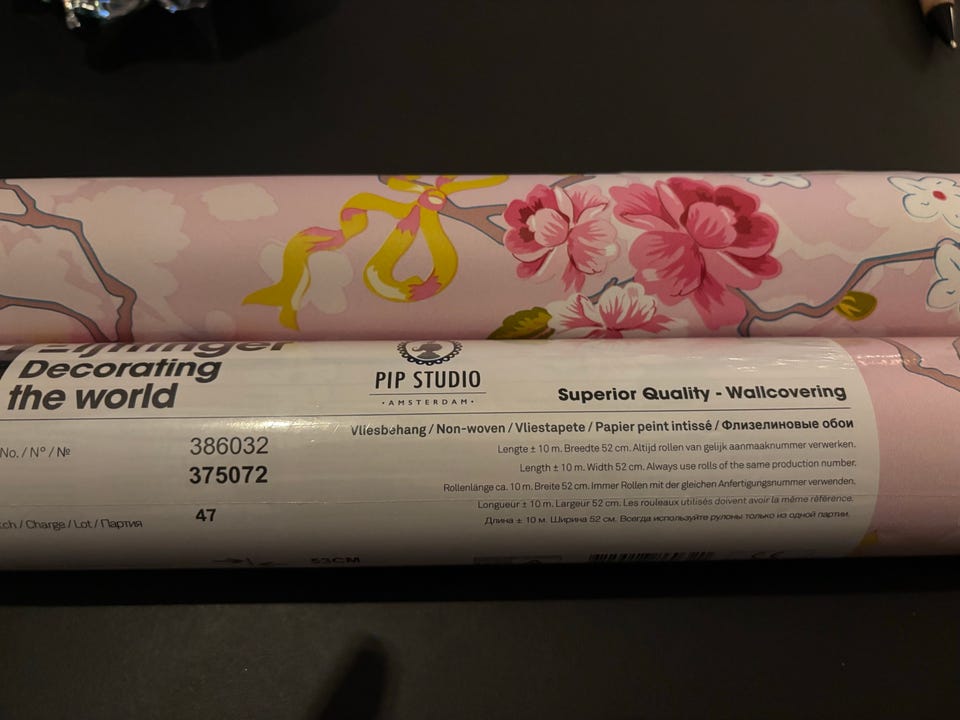 Eijffinger
Decorating
the world
PIP STUDIO
· AMSTERDAM ·
Superior Quality - Wallcovering
Vliesbehang / Non-woven / Vliestapete / Papier peint intissé / Флизелиновые обои
No. / N° / №
386032
375072
Lengte ± 10 m. Breedte 52 cm. Altijd rollen van gelijk aanmaaknummer verwerken.
Length ± 10 m. Width 52 cm. Always use rolls of the same production number.
Rollenlänge ca. 10 m. Breite 52 cm. Immer Rollen mit der gleichen Anfertigungsnummer verwenden.
Longueur ± 10 m. Largeur 52 cm. Les rouleaux utilisés doivent avoir la même référence.
Длина ± 10 м. Ширина 52 см. Всегда используйте рулоны только из одной партии.
tch / Charge / Lot / Партия
47
53CM
CE